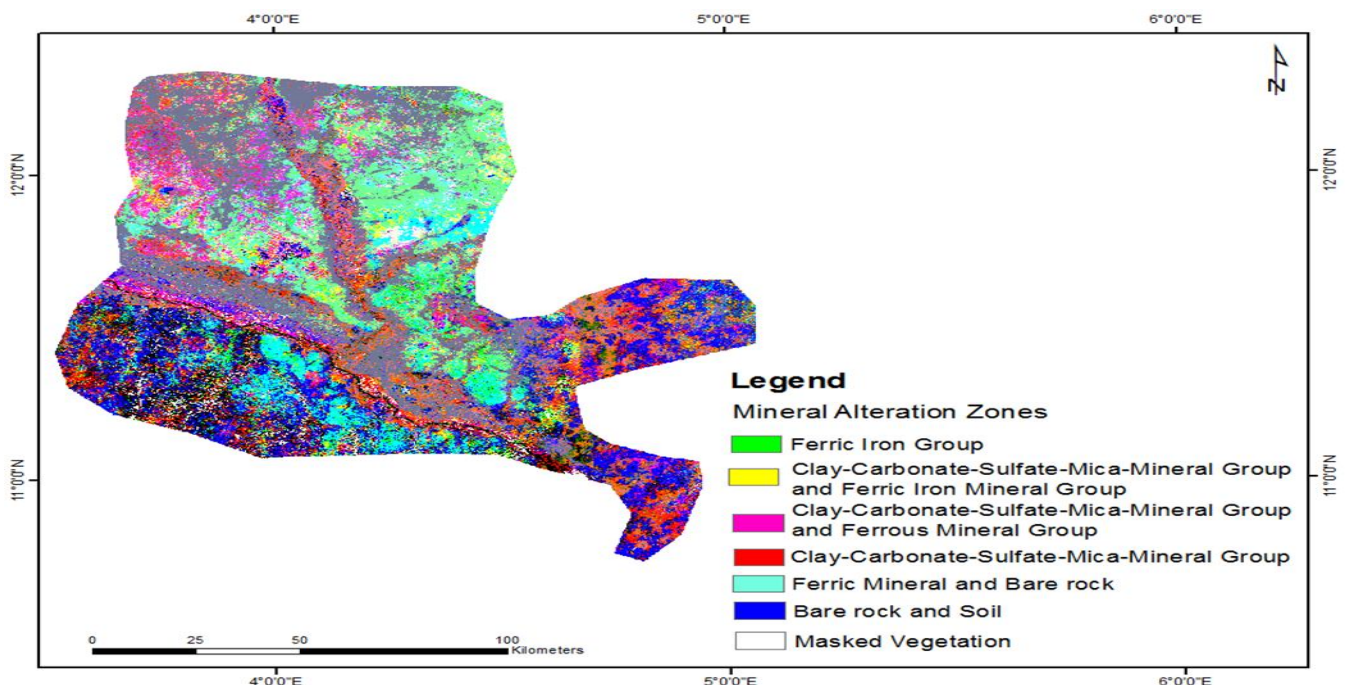 4°0'0"E 5°0'0"E 6°0'0"E
N
12°0'0"N 12°0'0"N
Legend
Mineral Alteration Zones
Ferric Iron Group
Clay-Carbonate-Sulfate-Mica-Mineral Group
and Ferric Iron Mineral Group
Clay-Carbonate-Sulfate-Mica-Mineral Group
and Ferrous Mineral Group
Clay-Carbonate-Sulfate-Mica-Mineral Group
Ferric Mineral and Bare rock
Bare rock and Soil
Masked Vegetation
11°0'0"N 11°0'0"N
0 25 50 100
Kilometers
4°0'0"E 5°0'0"E 6°0'0"E